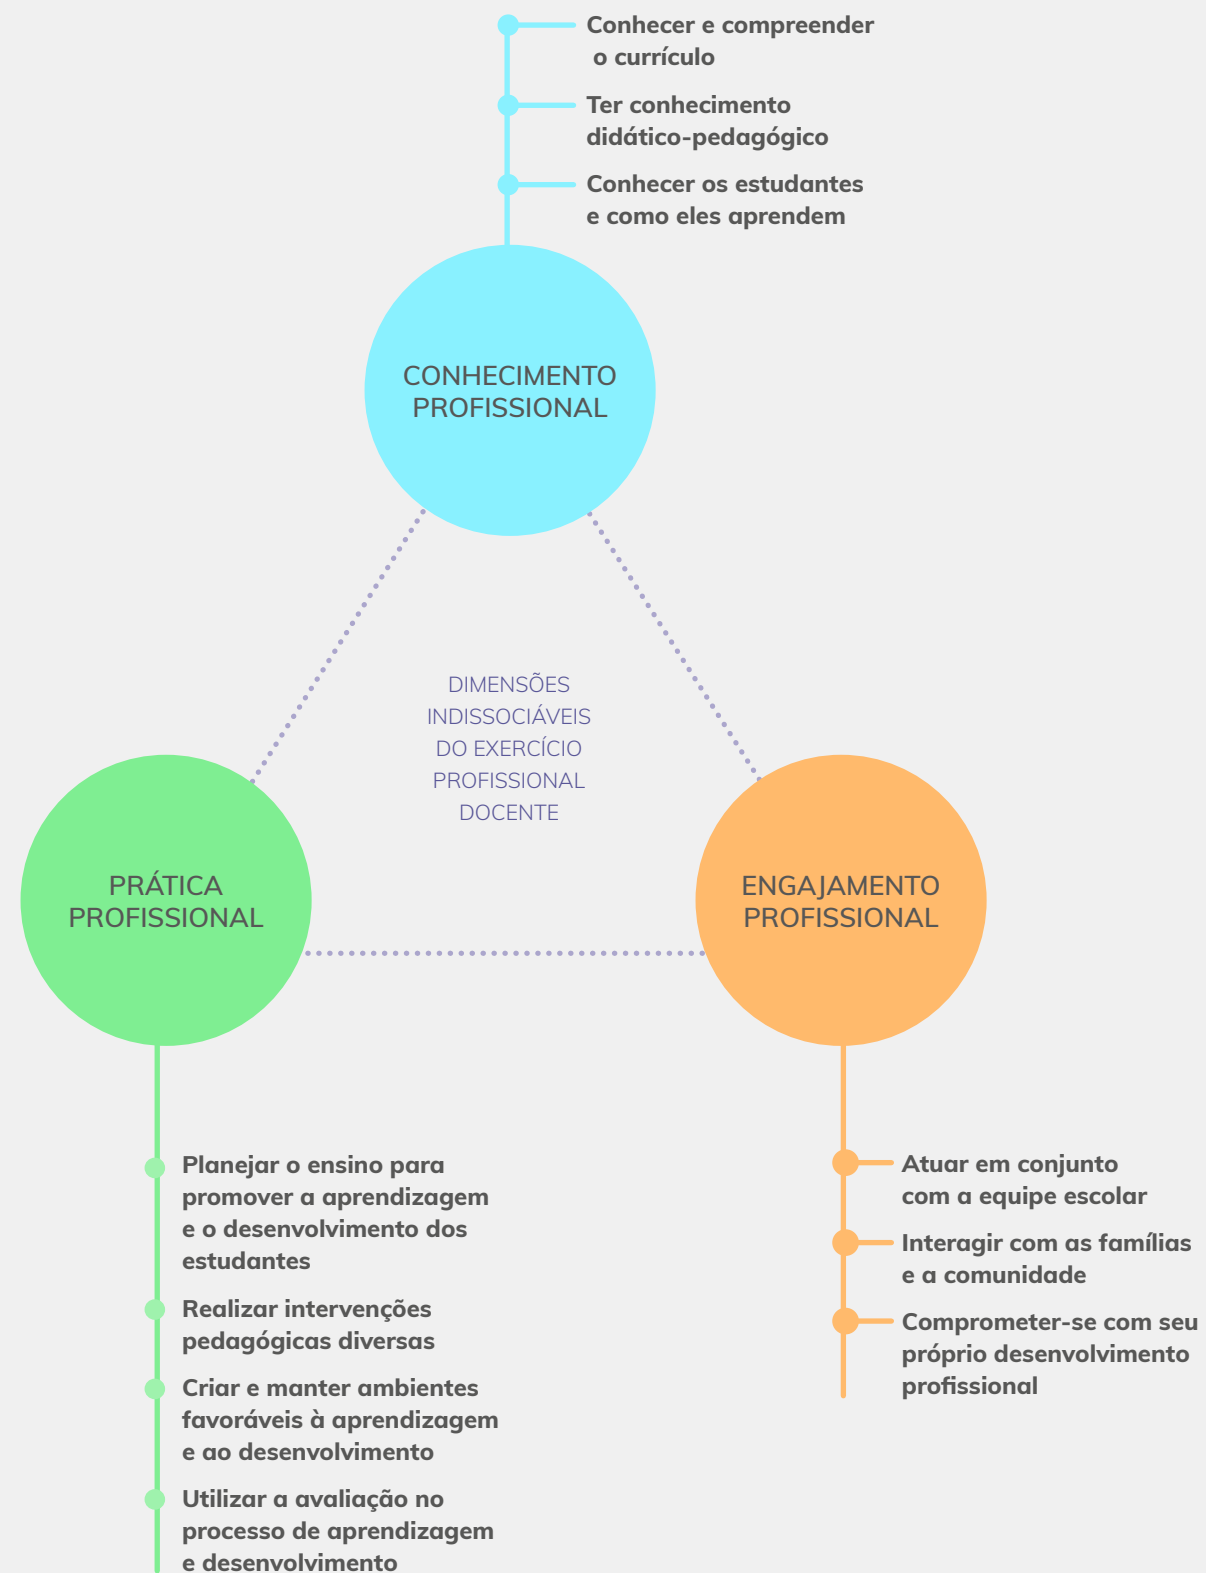 Conhecer e compreender
o currículo
Ter conhecimento
didático-pedagógico
Conhecer os estudantes
e como eles aprendem
CONHECIMENTO
PROFISSIONAL
DIMENSÕES
INDISSOCIÁVEIS
DO EXERCÍCIO
PROFISSIONAL
DOCENTE
PRÁTICA
PROFISSIONAL
ENGAJAMENTO
PROFISSIONAL
Planejar o ensino para
promover a aprendizagem
e o desenvolvimento dos
estudantes
Realizar intervenções
pedagógicas diversas
Criar e manter ambientes
favoráveis à aprendizagem
e ao desenvolvimento
Utilizar a avaliação no
processo de aprendizagem
e desenvolvimento
Atuar em conjunto
com a equipe escolar
Interagir com as famílias
e a comunidade
Comprometer-se com seu
próprio desenvolvimento
profissional